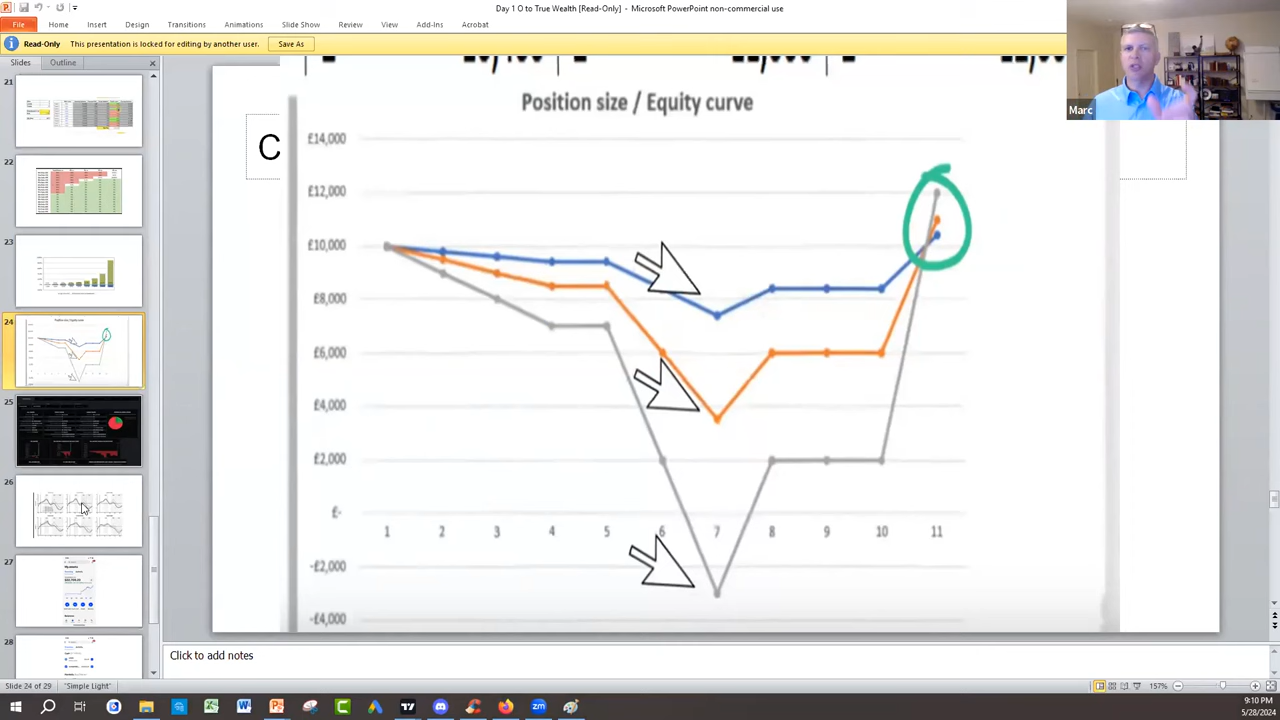 Day 1 O to True Wealth [Read-Only] - Microsoft PowerPoint non-commercial use
File Home Insert Design Transitions Animations Slide Show Review View Add-Ins Acrobat
Read-Only This presentation is locked for editing by another user. Save As
Slides Outline
21
22
23
24
25
26
27
28
C
Position size / Equity curve
£14,000
£12,000
£10,000
£8,000
£6,000
£4,000
£2,000
£-
-£2,000
-£4,000
1 2 3 4 5 6 7 8 9 10 11
Marc
Click to add notes
Slide 24 of 29 "Simple Light" 157%
9:10 PM
5/28/2024